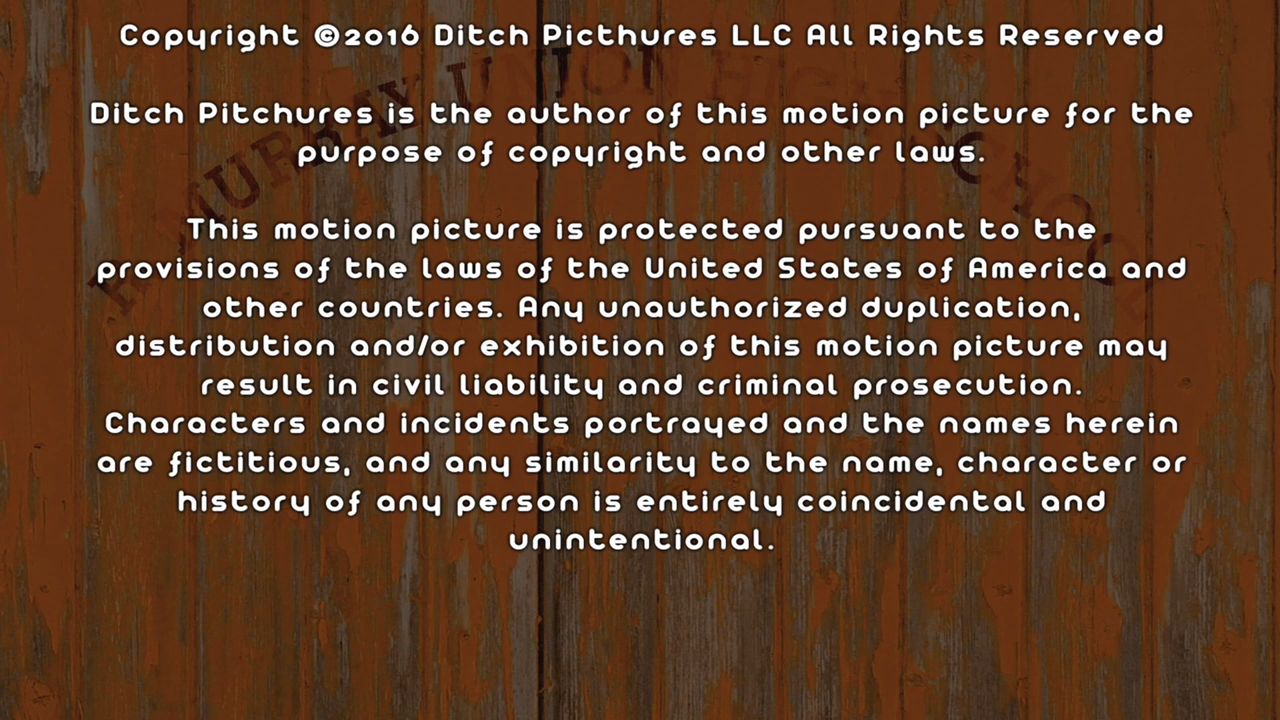 Copyright ©2016 Ditch Picthures LLC All Rights Reserved
Ditch Pitchures is the author of this motion picture for the
purpose of copyright and other laws.
This motion picture is protected pursuant to the
provisions of the laws of the United States of America and
other countries. Any unauthorized duplication,
distribution and/or exhibition of this motion picture may
result in civil liability and criminal prosecution.
Characters and incidents portrayed and the names herein
are fictitious, and any similarity to the name, character or
history of any person is entirely coincidental and
unintentional.
MURRAY UNION HIGH SCHOOL